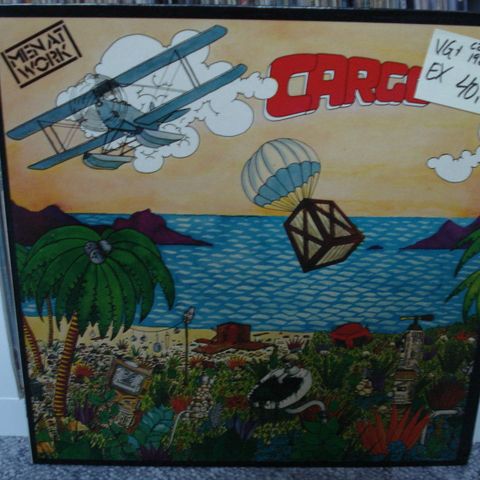 MEN AT
WORK
CARGO
VG+
EX 40,